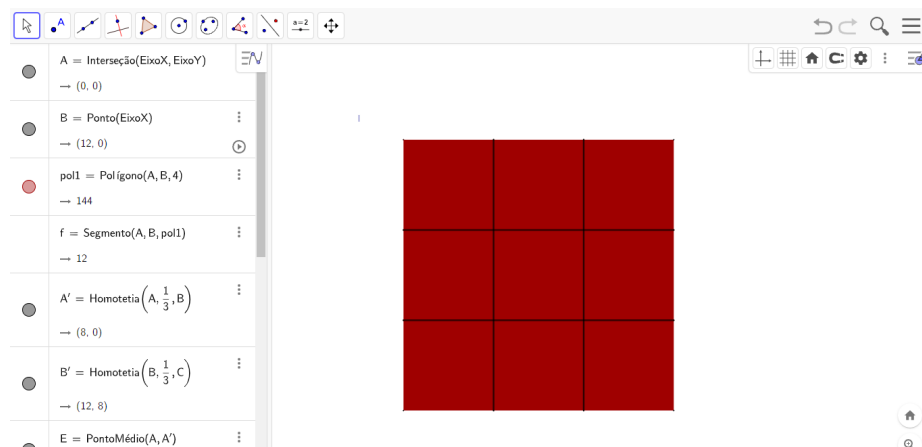 A
a=2
A = Interseção(EixoX, EixoY)
→ (0, 0)
B = Ponto(EixoX)
→ (12, 0)
pol1 = Polígono(A, B, 4)
→ 144
f = Segmento(A, B, pol1)
→ 12
A′ = Homotetia(A, 1/3, B)
→ (8, 0)
B′ = Homotetia(B, 1/3, C)
→ (12, 8)
E = PontoMédio(A, A′)